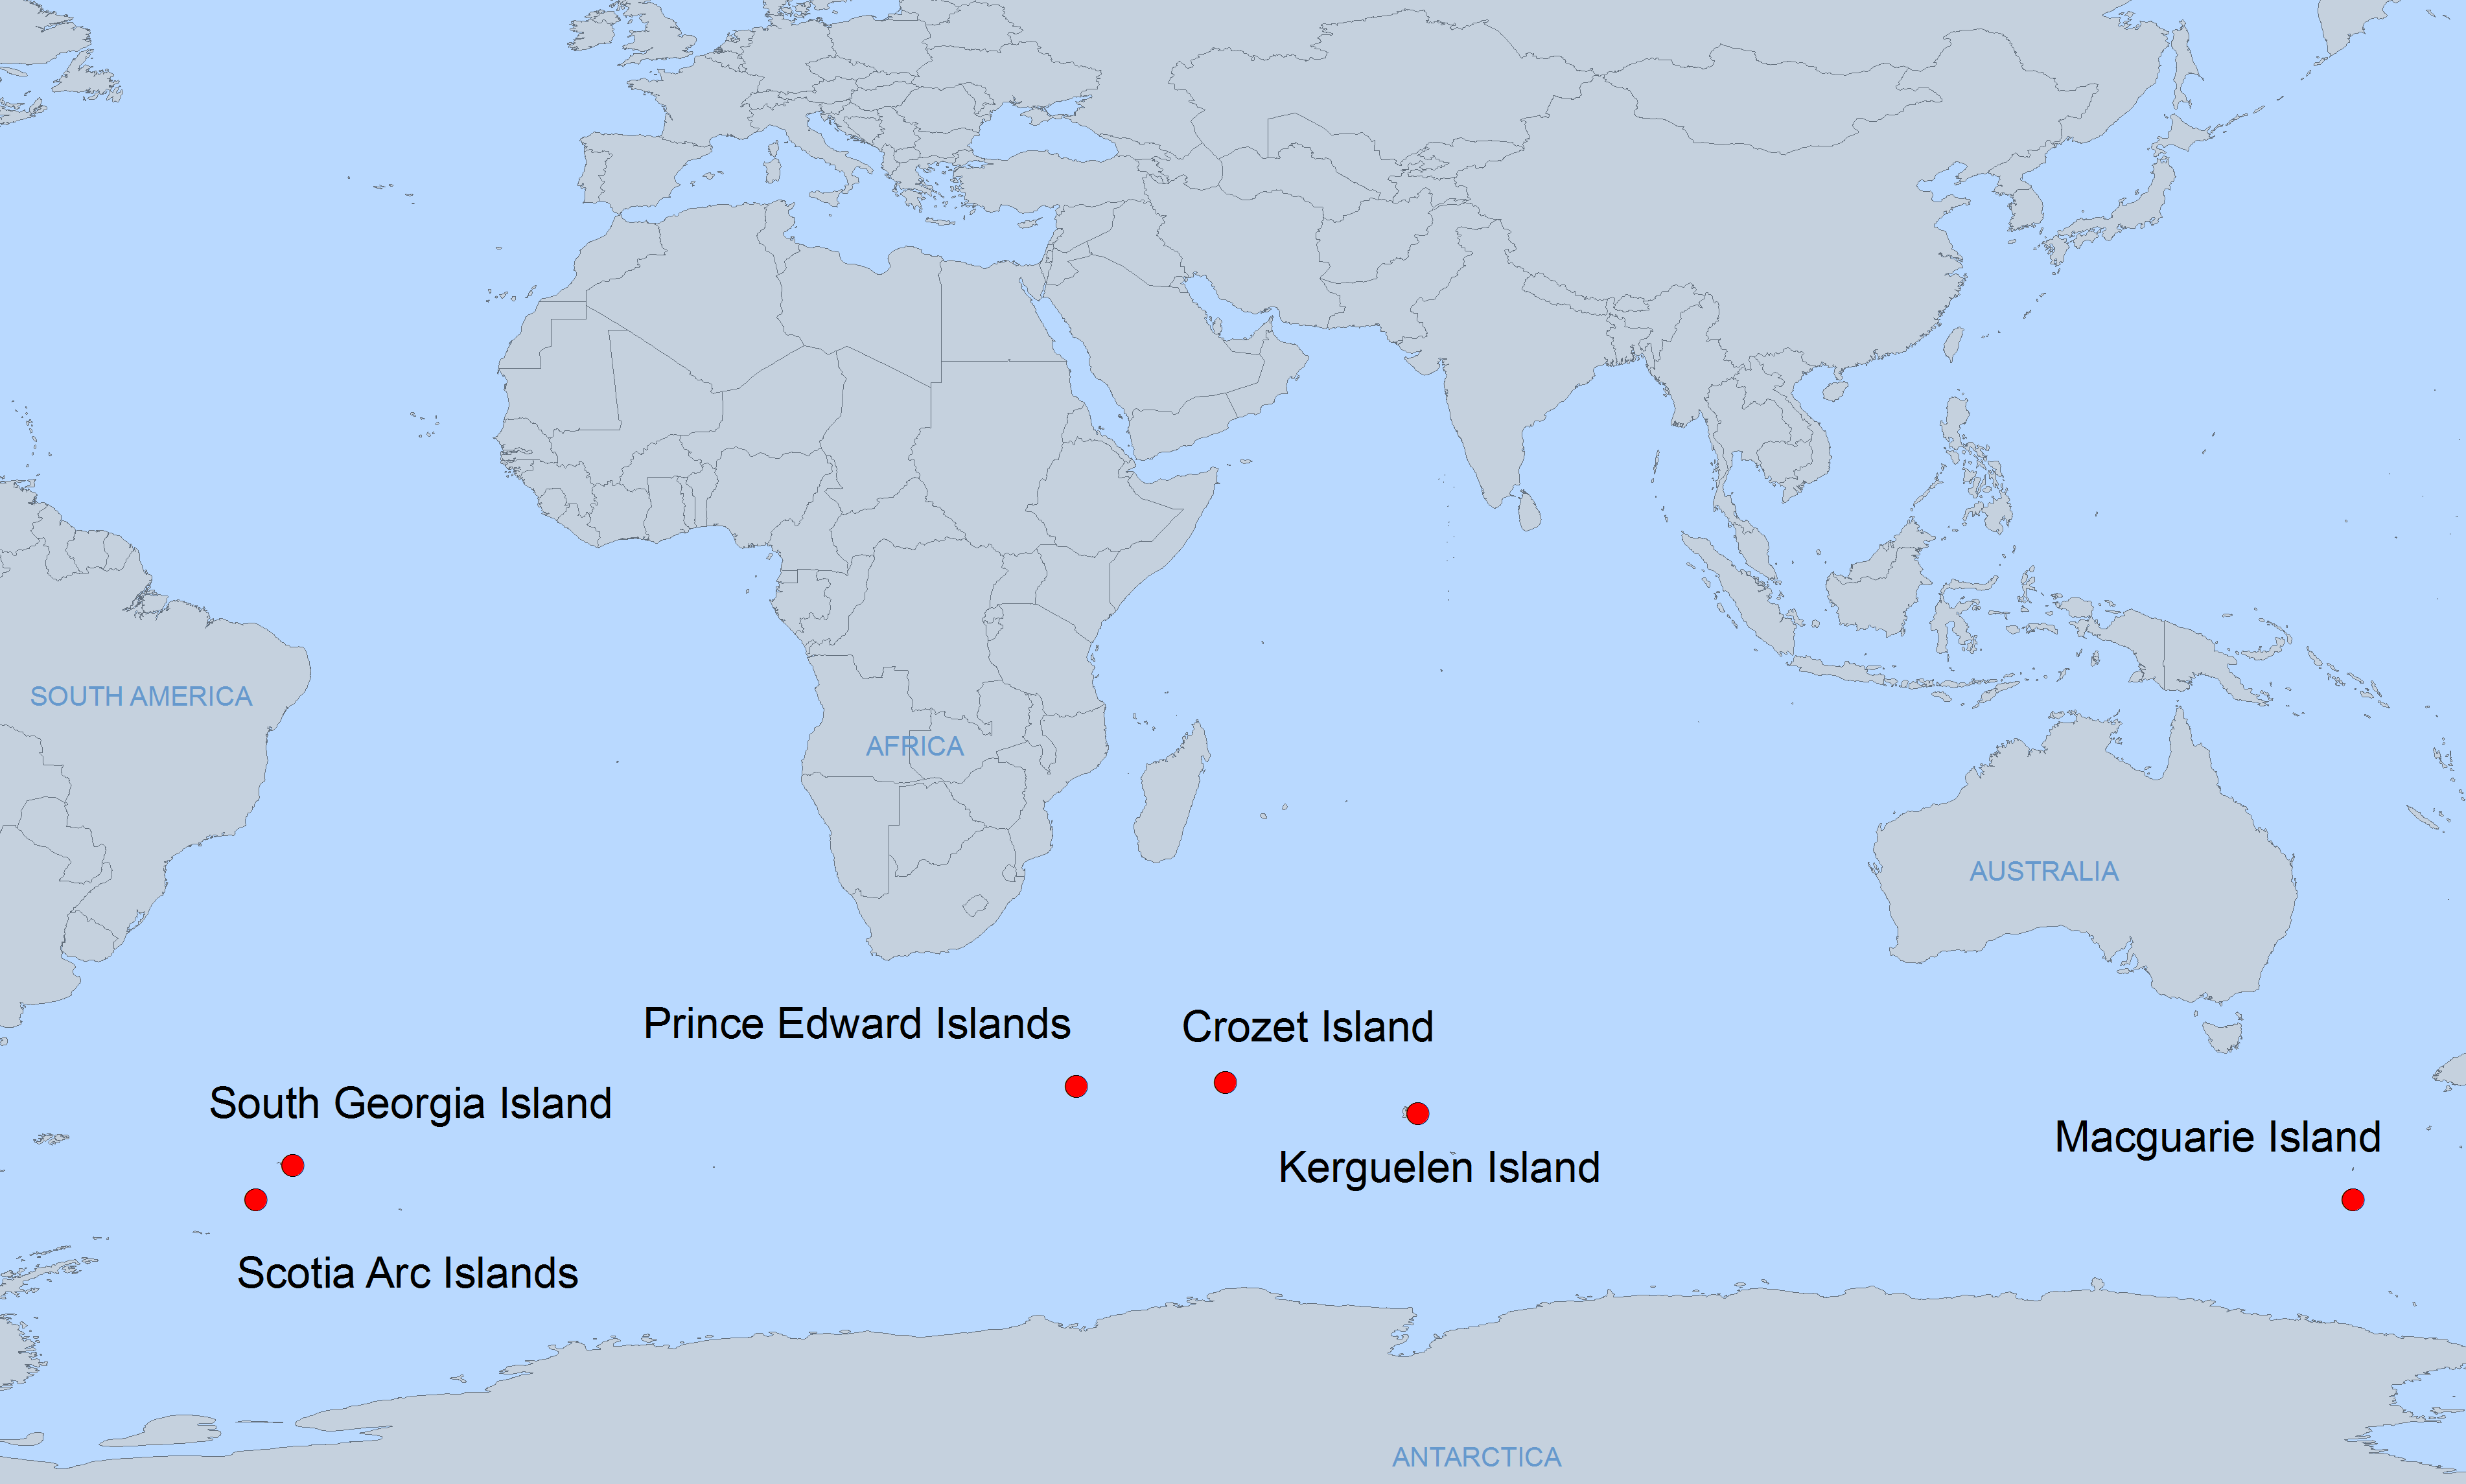 SOUTH AMERICA
AFRICA
AUSTRALIA
Prince Edward Islands
Crozet Island
South Georgia Island
Macguarie Island
Kerguelen Island
Scotia Arc Islands
ANTARCTICA